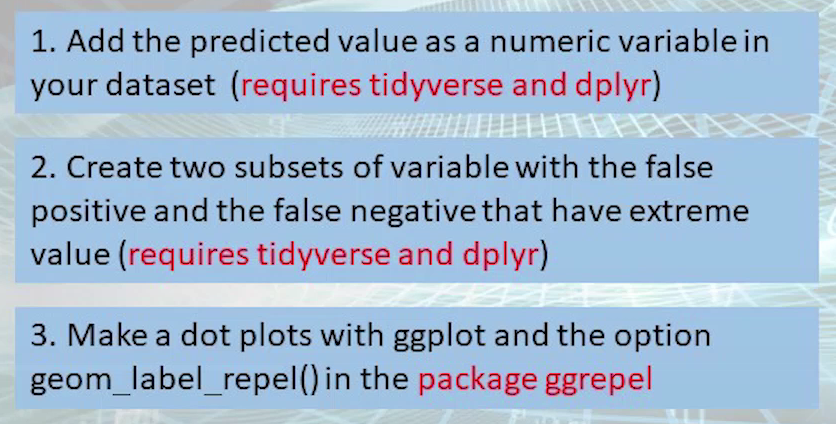 1. Add the predicted value as a numeric variable in
your dataset (requires tidyverse and dplyr)
2. Create two subsets of variable with the false
positive and the false negative that have extreme
value (requires tidyverse and dplyr)
3. Make a dot plots with ggplot and the option
geom_label_repel() in the package ggrepel